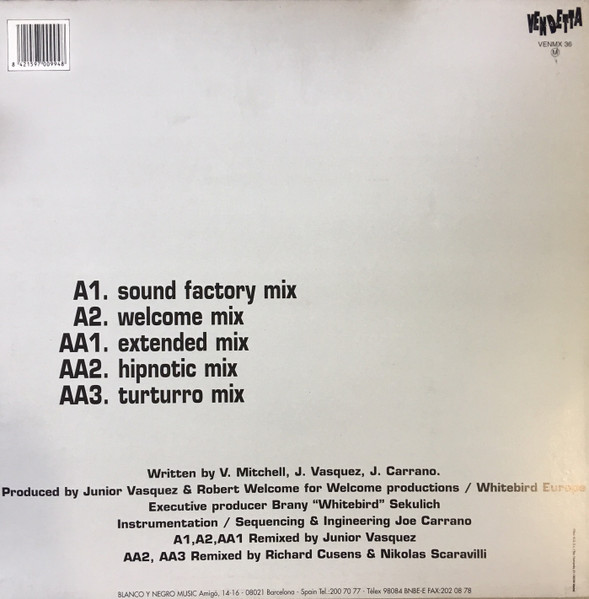 VENDETTA
VENMX 36
8 421597 009948
A1. sound factory mix
A2. welcome mix
AA1. extended mix
AA2. hipnotic mix
AA3. turturro mix
Written by V. Mitchell, J. Vasquez, J. Carrano.
Produced by Junior Vasquez & Robert Welcome for Welcome productions / Whitebird Europe
Executive producer Brany “Whitebird” Sekulich
Instrumentation / Sequencing & Ingineering Joe Carrano
A1,A2,AA1 Remixed by Junior Vasquez
AA2, AA3 Remixed by Richard Cusens & Nikolas Scaravilli
BLANCO Y NEGRO MUSIC Amigó, 14-16 - 08021 Barcelona - Spain Tel.:200 70 77 - Télex 98084 BNBE-E FAX:202 08 78